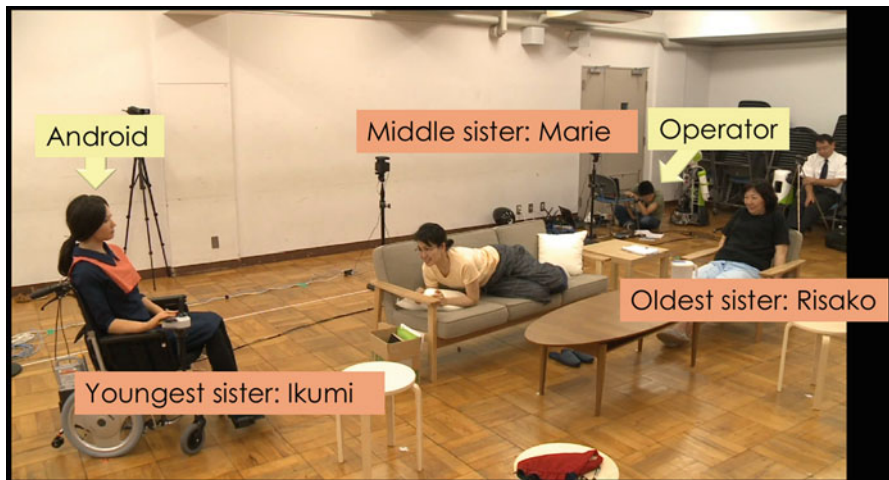 Android
Middle sister: Marie
Operator
Oldest sister: Risako
Youngest sister: Ikumi